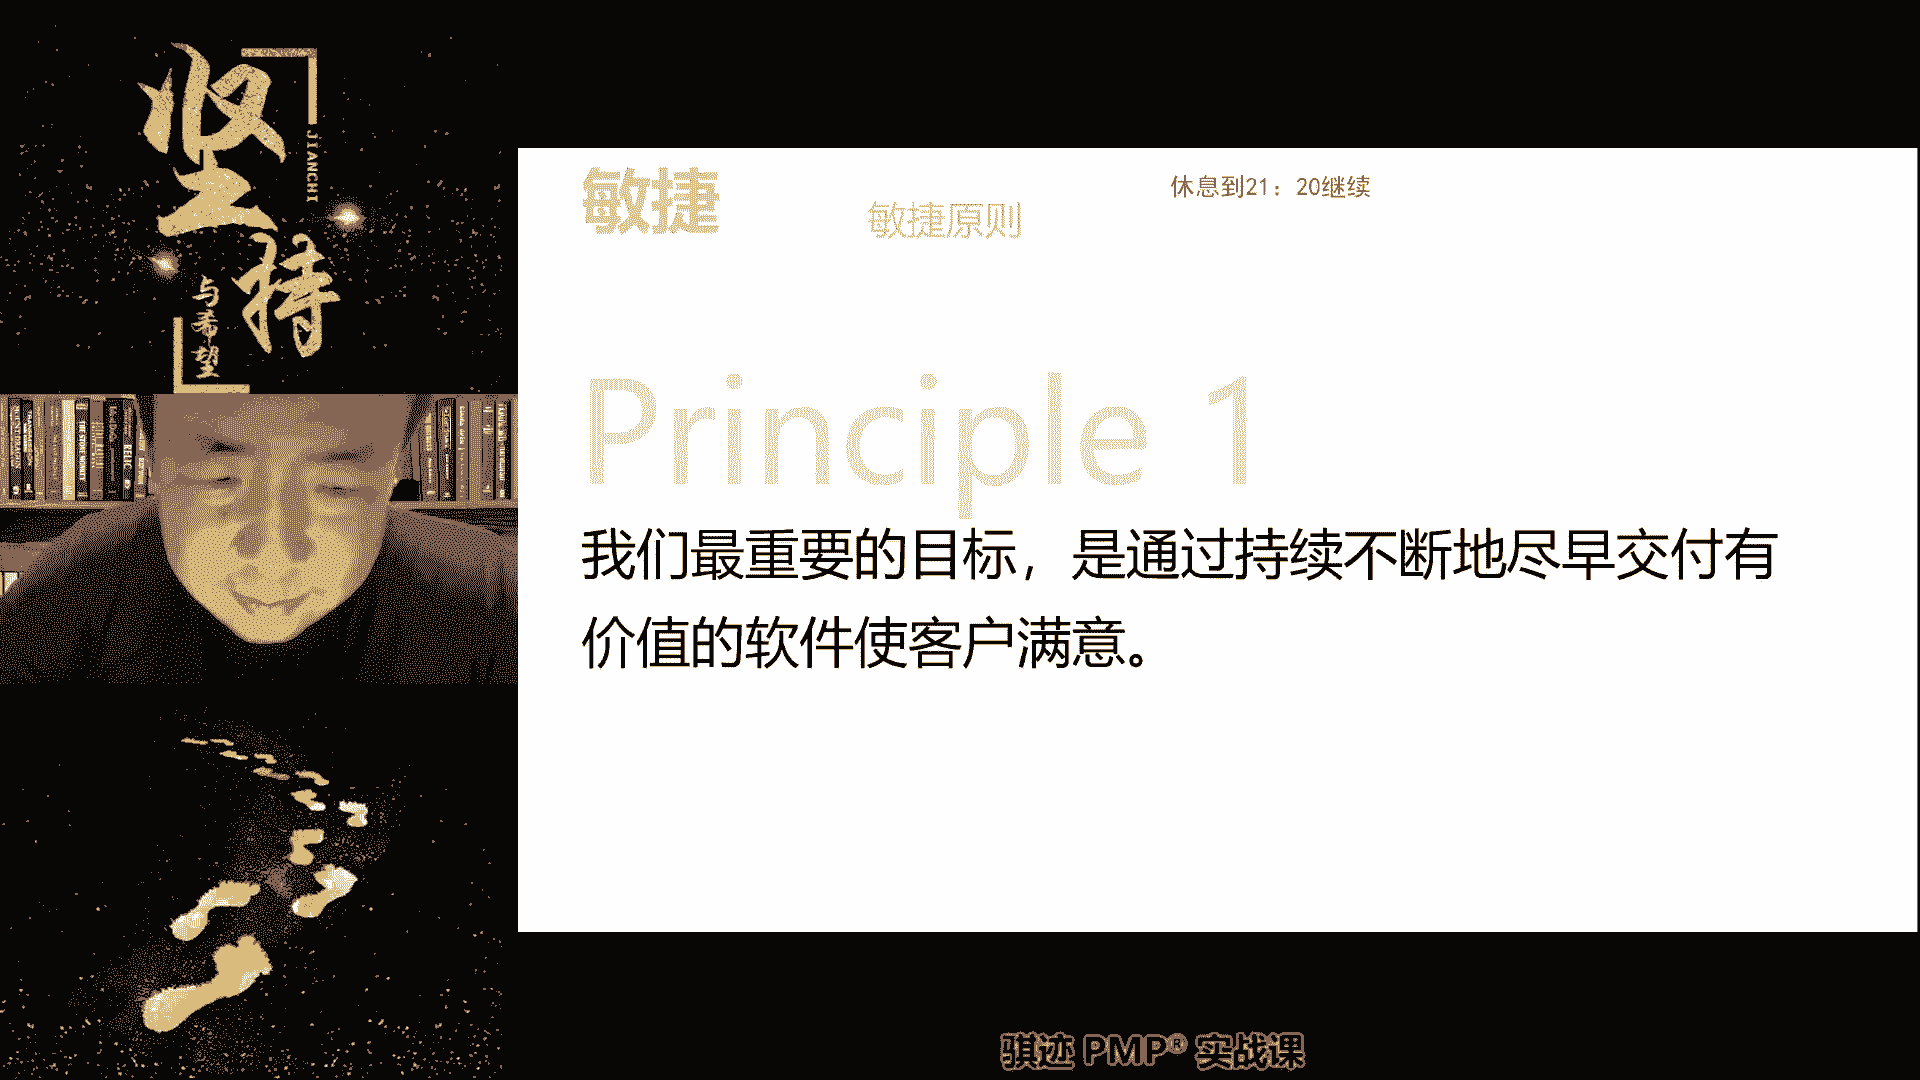 坚持
JIANCHI
与希望
敏捷
敏捷原则
休息到21：20继续
Principle 1
我们最重要的目标，是通过持续不断地尽早交付有
价值的软件使客户满意。
骐迹 PMP® 实战课